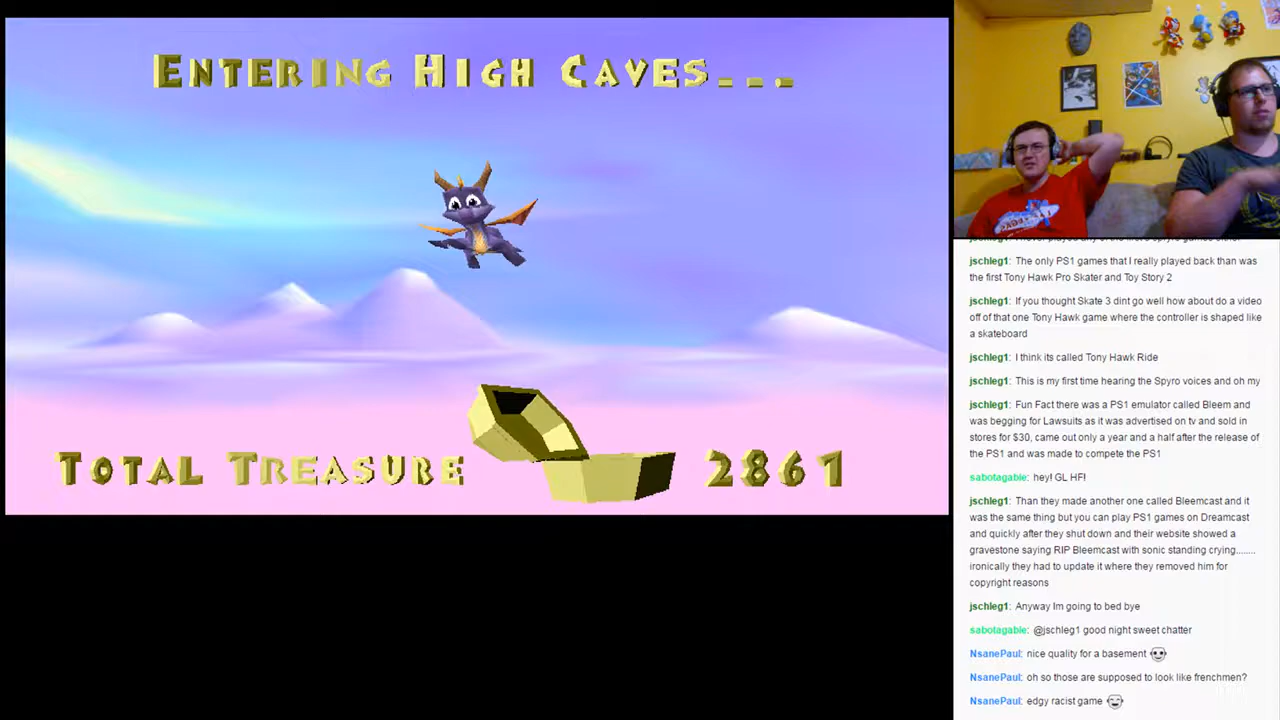 ENTERING HIGH CAVES...
TOTAL TREASURE 2861
jschleg1: The only PS1 games that I really played back than was
the first Tony Hawk Pro Skater and Toy Story 2
jschleg1: If you thought Skate 3 dint go well how about do a video
off of that one Tony Hawk game where the controller is shaped like
a skateboard
jschleg1: I think its called Tony Hawk Ride
jschleg1: This is my first time hearing the Spyro voices and oh my
jschleg1: Fun Fact there was a PS1 emulator called Bleem and
was begging for Lawsuits as it was advertised on tv and sold in
stores for $30, came out only a year and a half after the release of
the PS1 and was made to compete the PS1
sabotagable: hey! GL HF!
jschleg1: Than they made another one called Bleemcast and it
was the same thing but you can play PS1 games on Dreamcast
and quickly after they shut down and their website showed a
gravestone saying RIP Bleemcast with sonic standing crying........
ironically they had to update it where they removed him for
copyright reasons
jschleg1: Anyway Im going to bed bye
sabotagable: @jschleg1 good night sweet chatter
NsanePaul: nice quality for a basement
NsanePaul: oh so those are supposed to look like frenchmen?
NsanePaul: edgy racist game